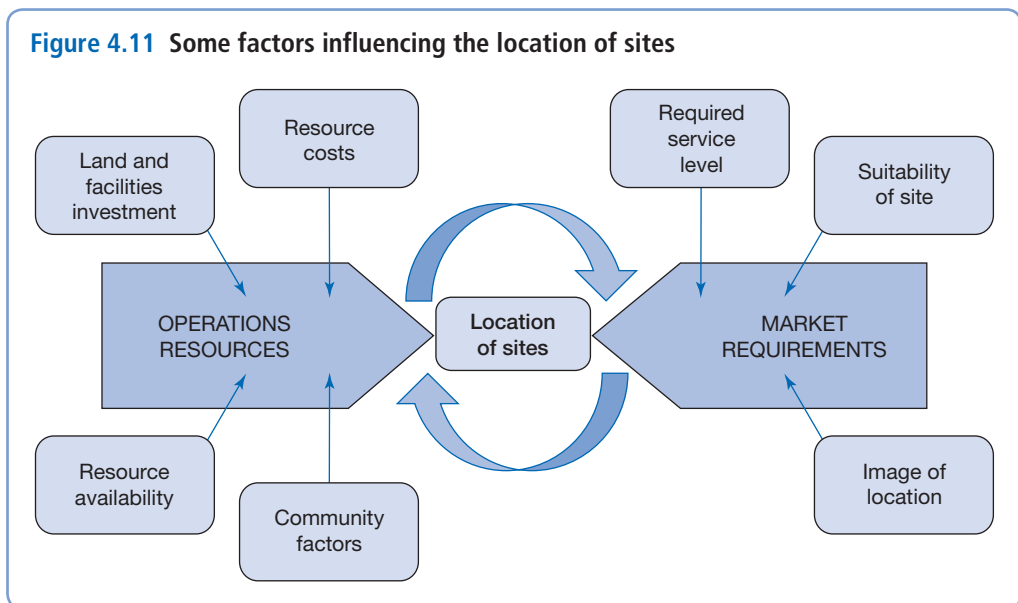 Figure 4.11 Some factors influencing the location of sites
Land and
facilities
investment
Resource
costs
Required
service
level
Suitability
of site
OPERATIONS
RESOURCES
Location
of sites
MARKET
REQUIREMENTS
Resource
availability
Community
factors
Image of
location